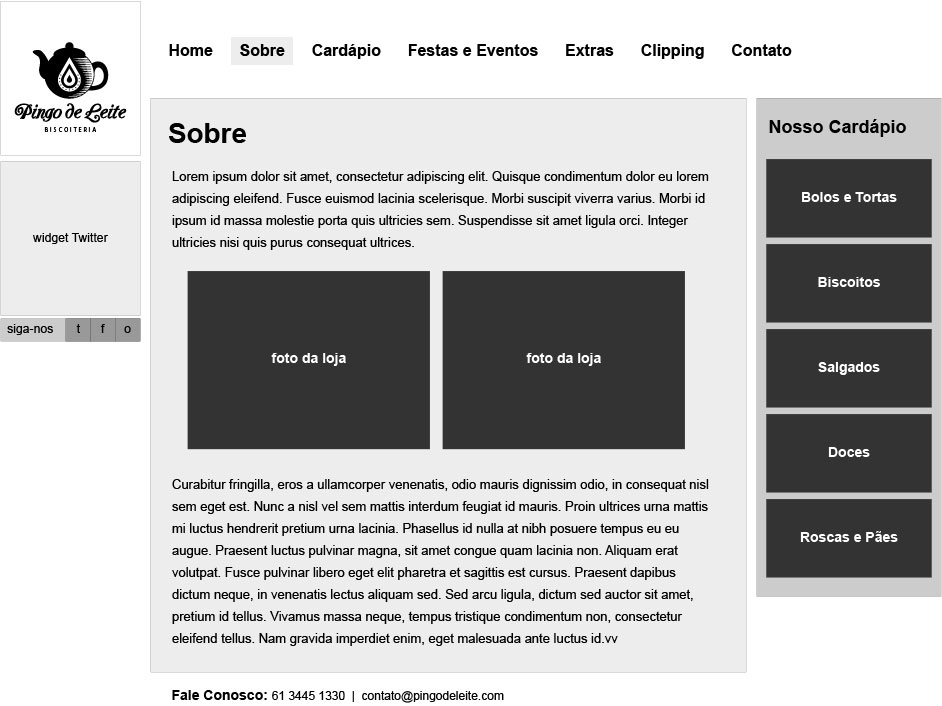 Pingo de Leite
BISCOITERIA
Home Sobre Cardápio Festas e Eventos Extras Clipping Contato
widget Twitter
siga-nos t f o
Sobre
Lorem ipsum dolor sit amet, consectetur adipiscing elit. Quisque condimentum dolor eu lorem
adipiscing eleifend. Fusce euismod lacinia scelerisque. Morbi suscipit viverra varius. Morbi id
ipsum id massa molestie porta quis ultricies sem. Suspendisse sit amet ligula orci. Integer
ultricies nisi quis purus consequat ultrices.
foto da loja foto da loja
Curabitur fringilla, eros a ullamcorper venenatis, odio mauris dignissim odio, in consequat nisl
sem eget est. Nunc a nisl vel sem mattis interdum feugiat id mauris. Proin ultrices urna mattis
mi luctus hendrerit pretium urna lacinia. Phasellus id nulla at nibh posuere tempus eu eu
augue. Praesent luctus pulvinar magna, sit amet congue quam lacinia non. Aliquam erat
volutpat. Fusce pulvinar libero eget elit pharetra et sagittis est cursus. Praesent dapibus
dictum neque, in venenatis lectus aliquam sed. Sed arcu ligula, dictum sed auctor sit amet,
pretium id tellus. Vivamus massa neque, tempus tristique condimentum non, consectetur
eleifend tellus. Nam gravida imperdiet enim, eget malesuada ante luctus id.vv
Nosso Cardápio
Bolos e Tortas
Biscoitos
Salgados
Doces
Roscas e Pães
Fale Conosco: 61 3445 1330 | contato@pingodeleite.com